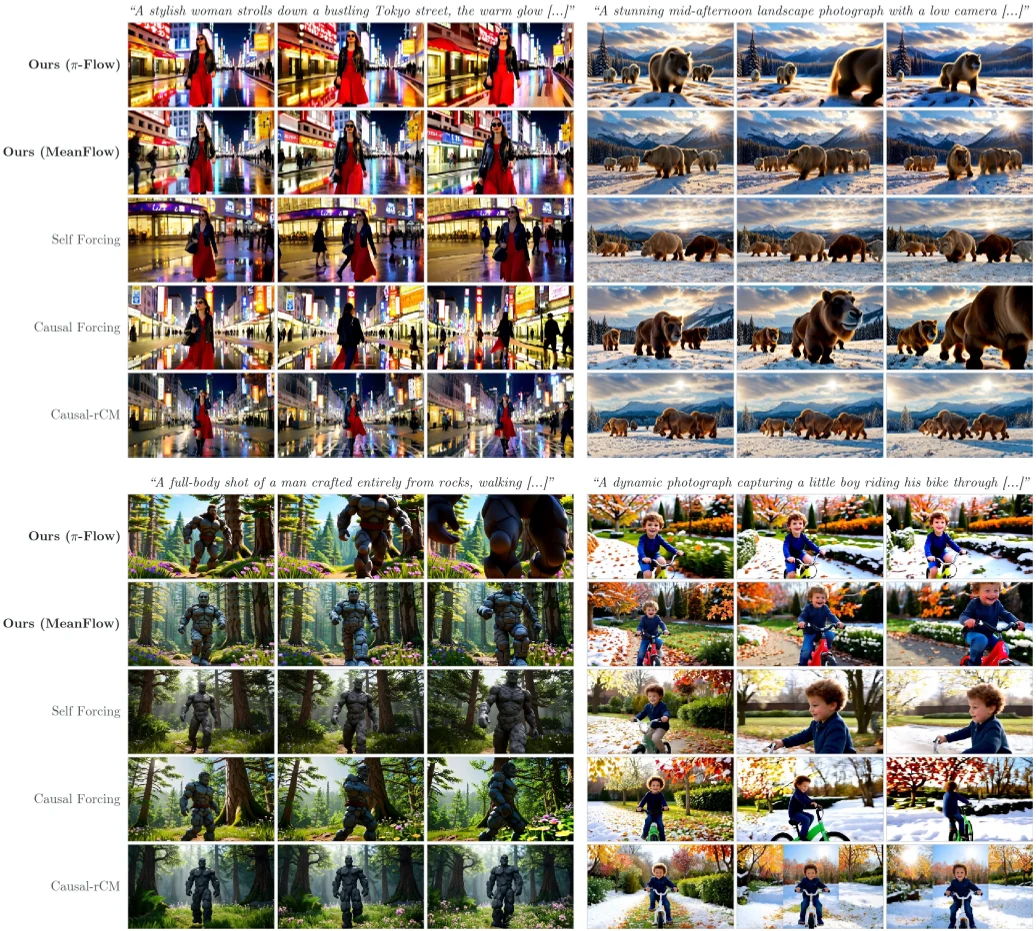 “A stylish woman strolls down a bustling Tokyo street, the warm glow [...]”
“A stunning mid-afternoon landscape photograph with a low camera [...]”
Ours (π-Flow)
Ours (MeanFlow)
Self Forcing
Causal Forcing
Causal-rCM
“A full-body shot of a man crafted entirely from rocks, walking [...]”
“A dynamic photograph capturing a little boy riding his bike through [...]”
Ours (π-Flow)
Ours (MeanFlow)
Self Forcing
Causal Forcing
Causal-rCM